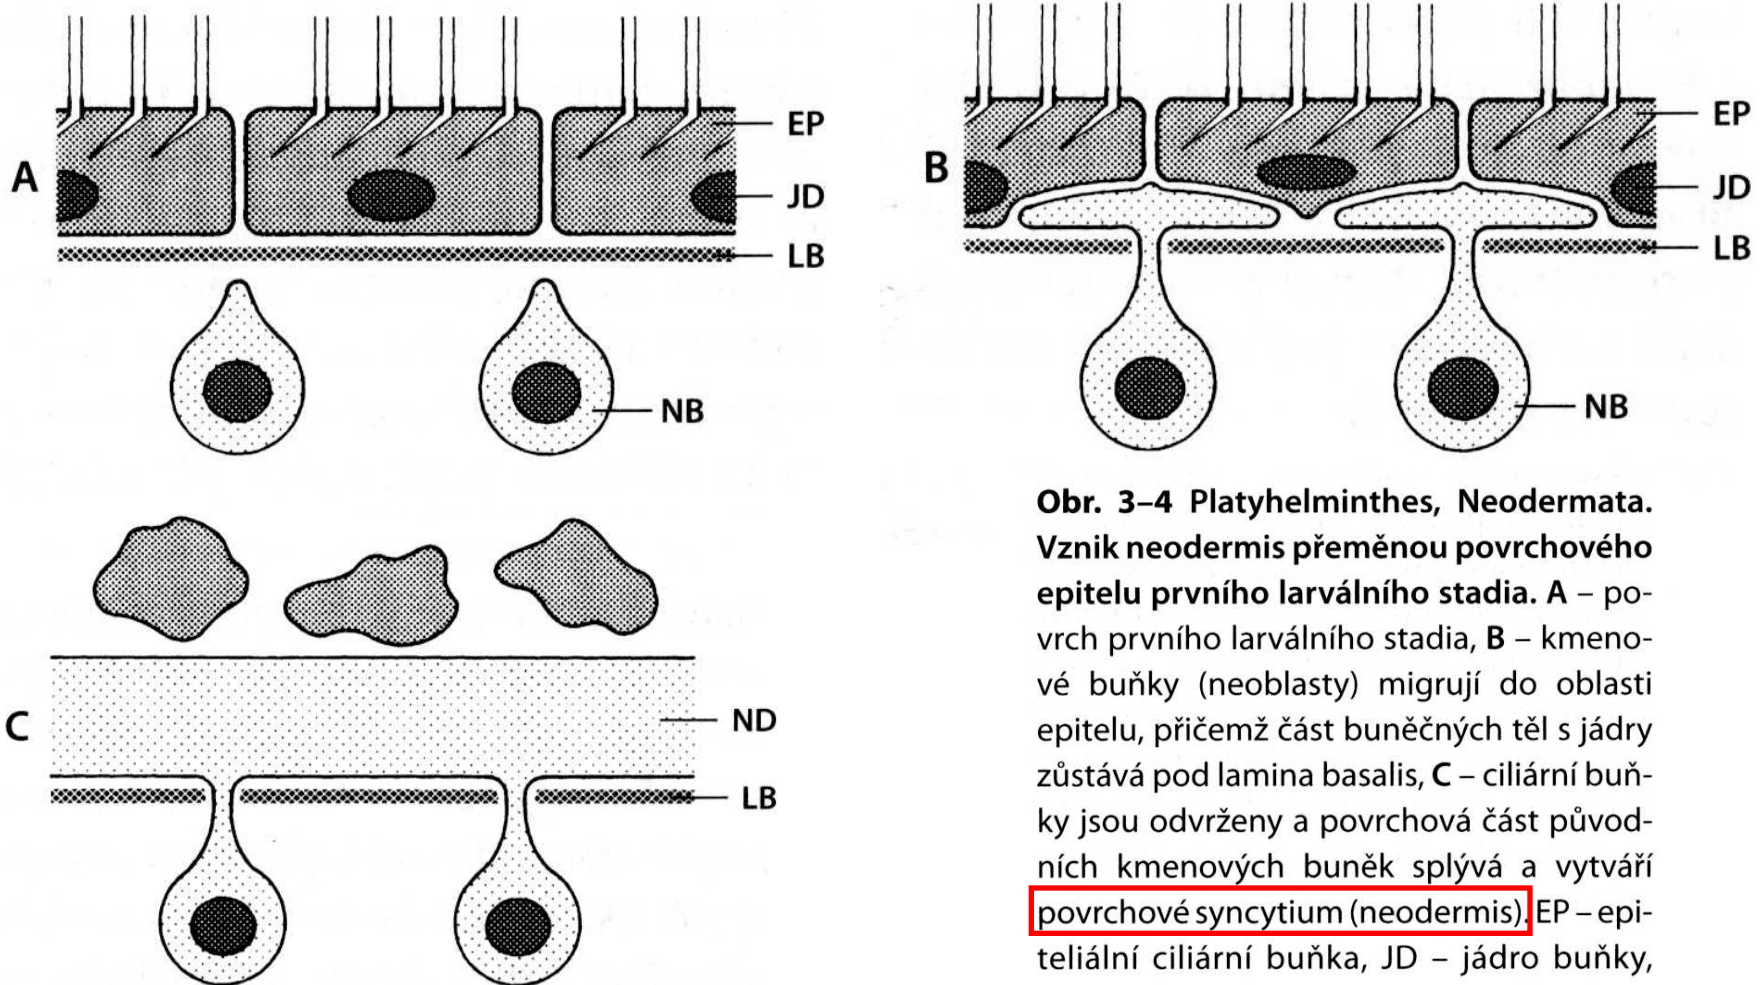 A
EP
JD
LB
NB
B
EP
JD
LB
NB
C
ND
LB
Obr. 3–4 Platyhelminthes, Neodermata.
Vznik neodermis přeměnou povrchového
epitelu prvního larválního stadia. A – po-
vrch prvního larválního stadia, B – kmeno-
vé buňky (neoblasty) migrují do oblasti
epitelu, přičemž část buněčných těl s jádry
zůstává pod lamina basalis, C – ciliární buň-
ky jsou odvrženy a povrchová část původ-
ních kmenových buněk splývá a vytváří
povrchové syncytium (neodermis). EP – epi-
teliální ciliární buňka, JD – jádro buňky,